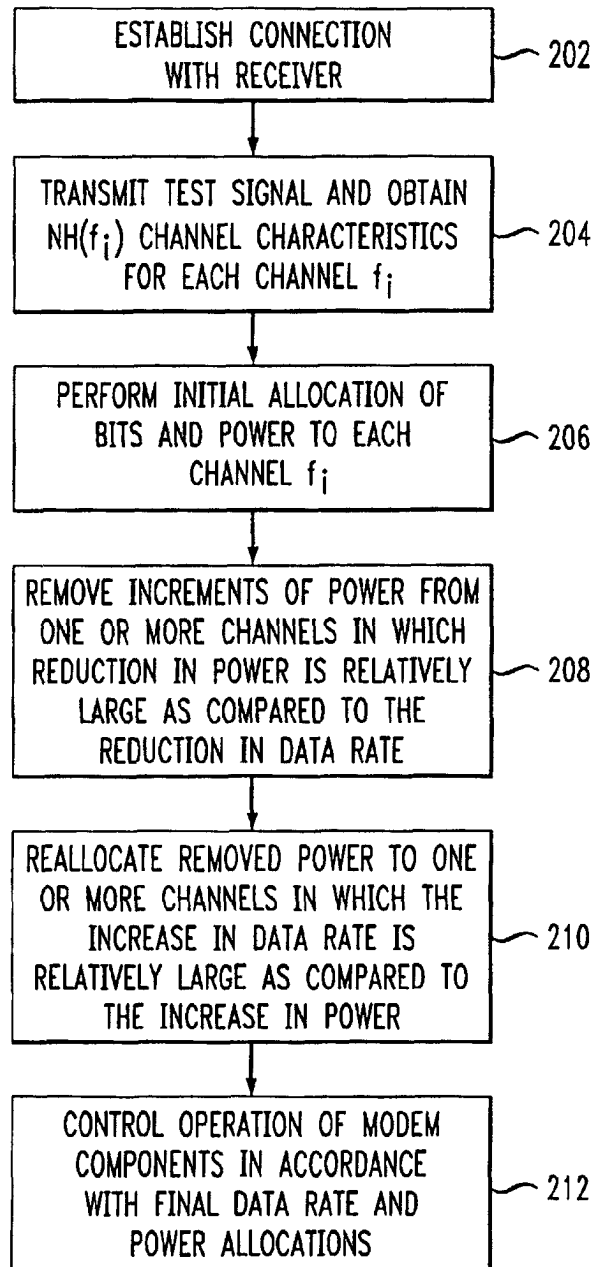 ESTABLISH CONNECTION
WITH RECEIVER
202
TRANSMIT TEST SIGNAL AND OBTAIN
NH(fi) CHANNEL CHARACTERISTICS
FOR EACH CHANNEL fi
204
PERFORM INITIAL ALLOCATION OF
BITS AND POWER TO EACH
CHANNEL fi
206
REMOVE INCREMENTS OF POWER FROM
ONE OR MORE CHANNELS IN WHICH
REDUCTION IN POWER IS RELATIVELY
LARGE AS COMPARED TO THE
REDUCTION IN DATA RATE
208
REALLOCATE REMOVED POWER TO ONE
OR MORE CHANNELS IN WHICH THE
INCREASE IN DATA RATE IS
RELATIVELY LARGE AS COMPARED TO
THE INCREASE IN POWER
210
CONTROL OPERATION OF MODEM
COMPONENTS IN ACCORDANCE
WITH FINAL DATA RATE AND
POWER ALLOCATIONS
212